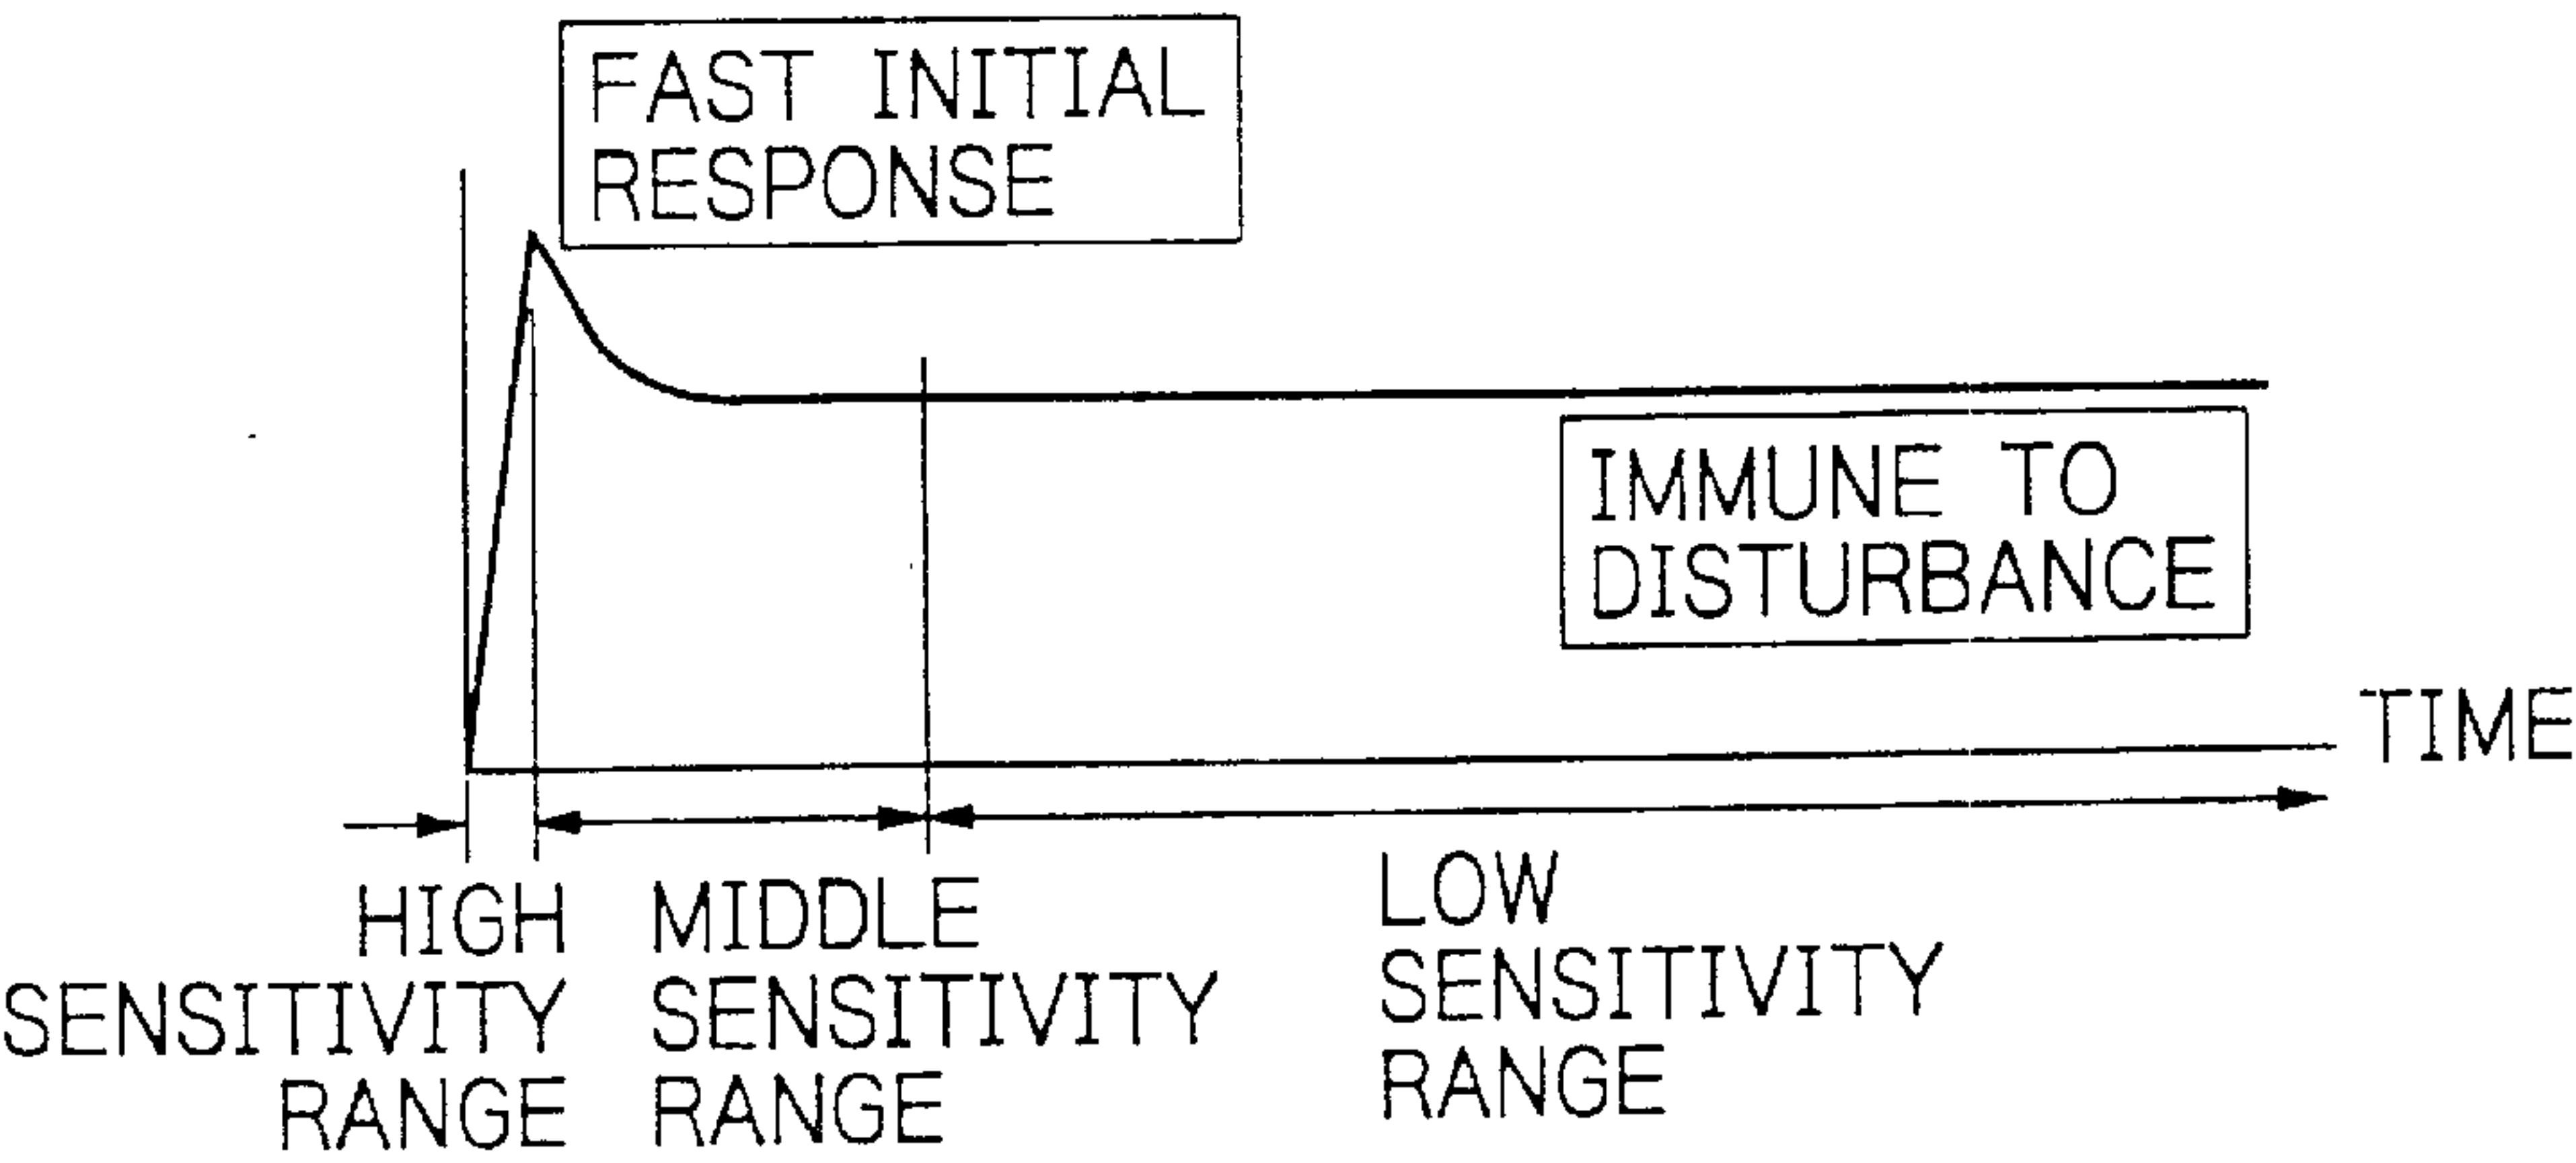 FAST INITIAL
RESPONSE
IMMUNE TO
DISTURBANCE
TIME
HIGH
SENSITIVITY
RANGE
MIDDLE
SENSITIVITY
RANGE
LOW
SENSITIVITY
RANGE